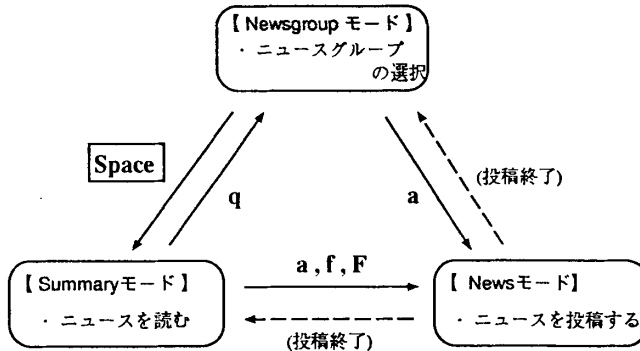 【 Newsgroup モード 】
・ ニュースグループ
の選択
Space
q
a
(投稿終了)
【 Summaryモード 】
・ ニュースを読む
a , f , F
(投稿終了)
【 Newsモード】
・ ニュースを投稿する